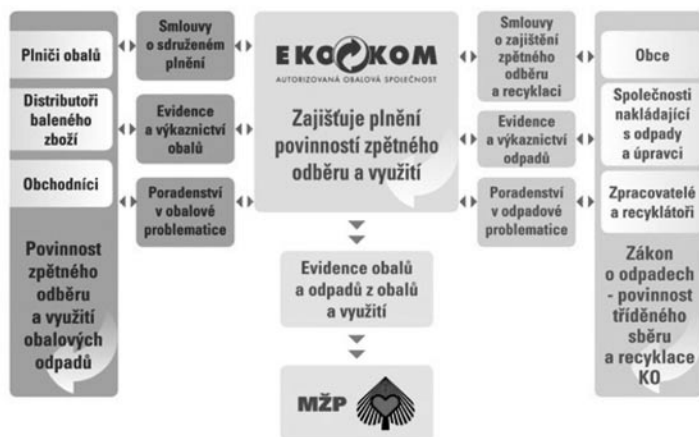 Plniči obalů
Distributoři
baleného
zboží
Obchodníci
Povinnost
zpětného
odběru
a využití
obalových
odpadů
Smlouvy
o sdruženém
plnění
Evidence
a výkaznictví
obalů
Poradenství
v obalové
problematice
EKO KOM
AUTORIZOVANÁ OBALOVÁ SPOLEČNOST
Zajišťuje plnění
povinností zpětného
odběru a využití
Evidence obalů
a odpadů z obalů
a využití
MŽP
Smlouvy
o zajištění
zpětného
odběru
a recyklaci
Evidence
a výkaznictví
odpadů
Poradenství
v odpadové
problematice
Obce
Společnosti
nakládající
s odpady
a úpravci
Zpracovatelé
a recyklátoři
Zákon
o odpadech
- povinnost
tříděného
sběru
a recyklace
KO